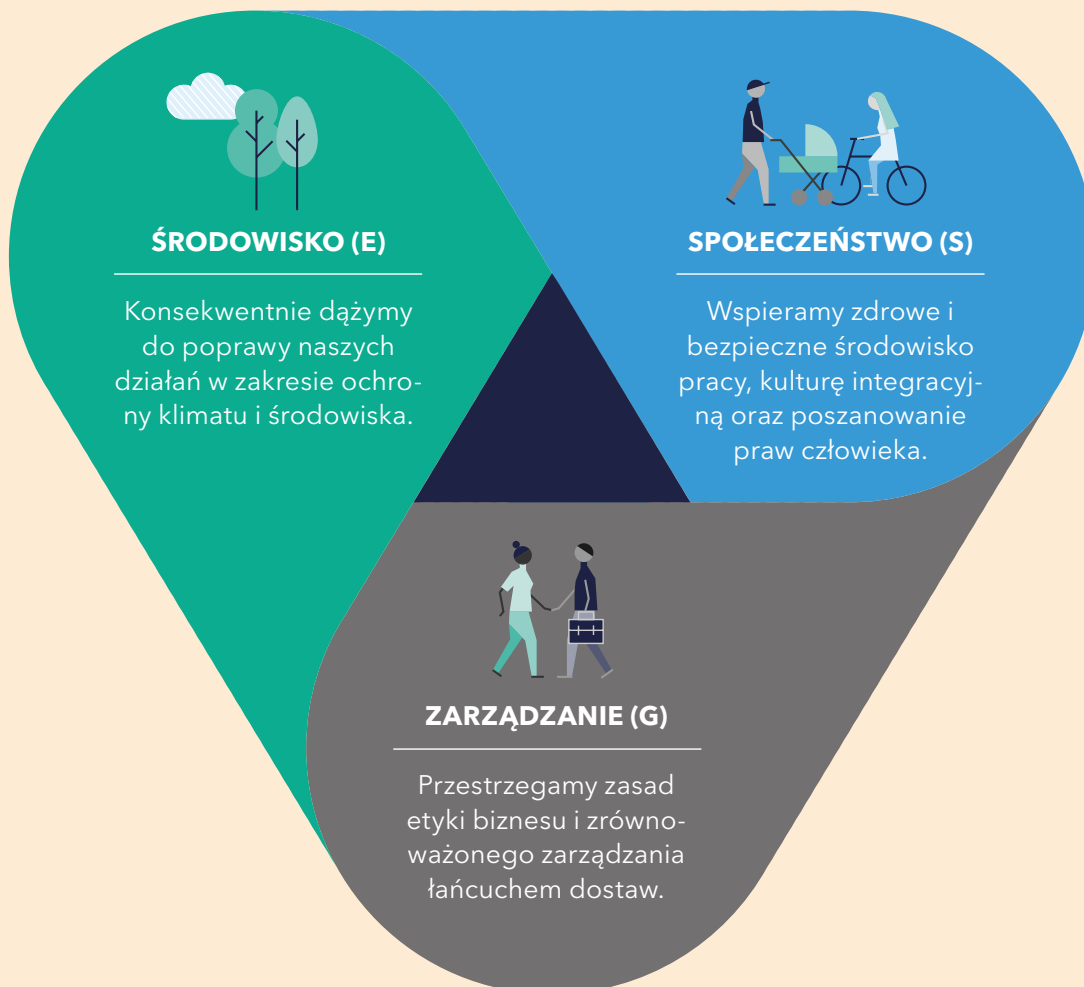 ŚRODOWISKO (E)
Konsekwentnie dążymy
do poprawy naszych
działań w zakresie ochro-
ny klimatu i środowiska.
SPOŁECZEŃSTWO (S)
Wspieramy zdrowe i
bezpieczne środowisko
pracy, kulturę integracyj-
ną oraz poszanowanie
praw człowieka.
ZARZĄDZANIE (G)
Przestrzegamy zasad
etyki biznesu i zrówno-
ważonego zarządzania
łańcuchem dostaw.